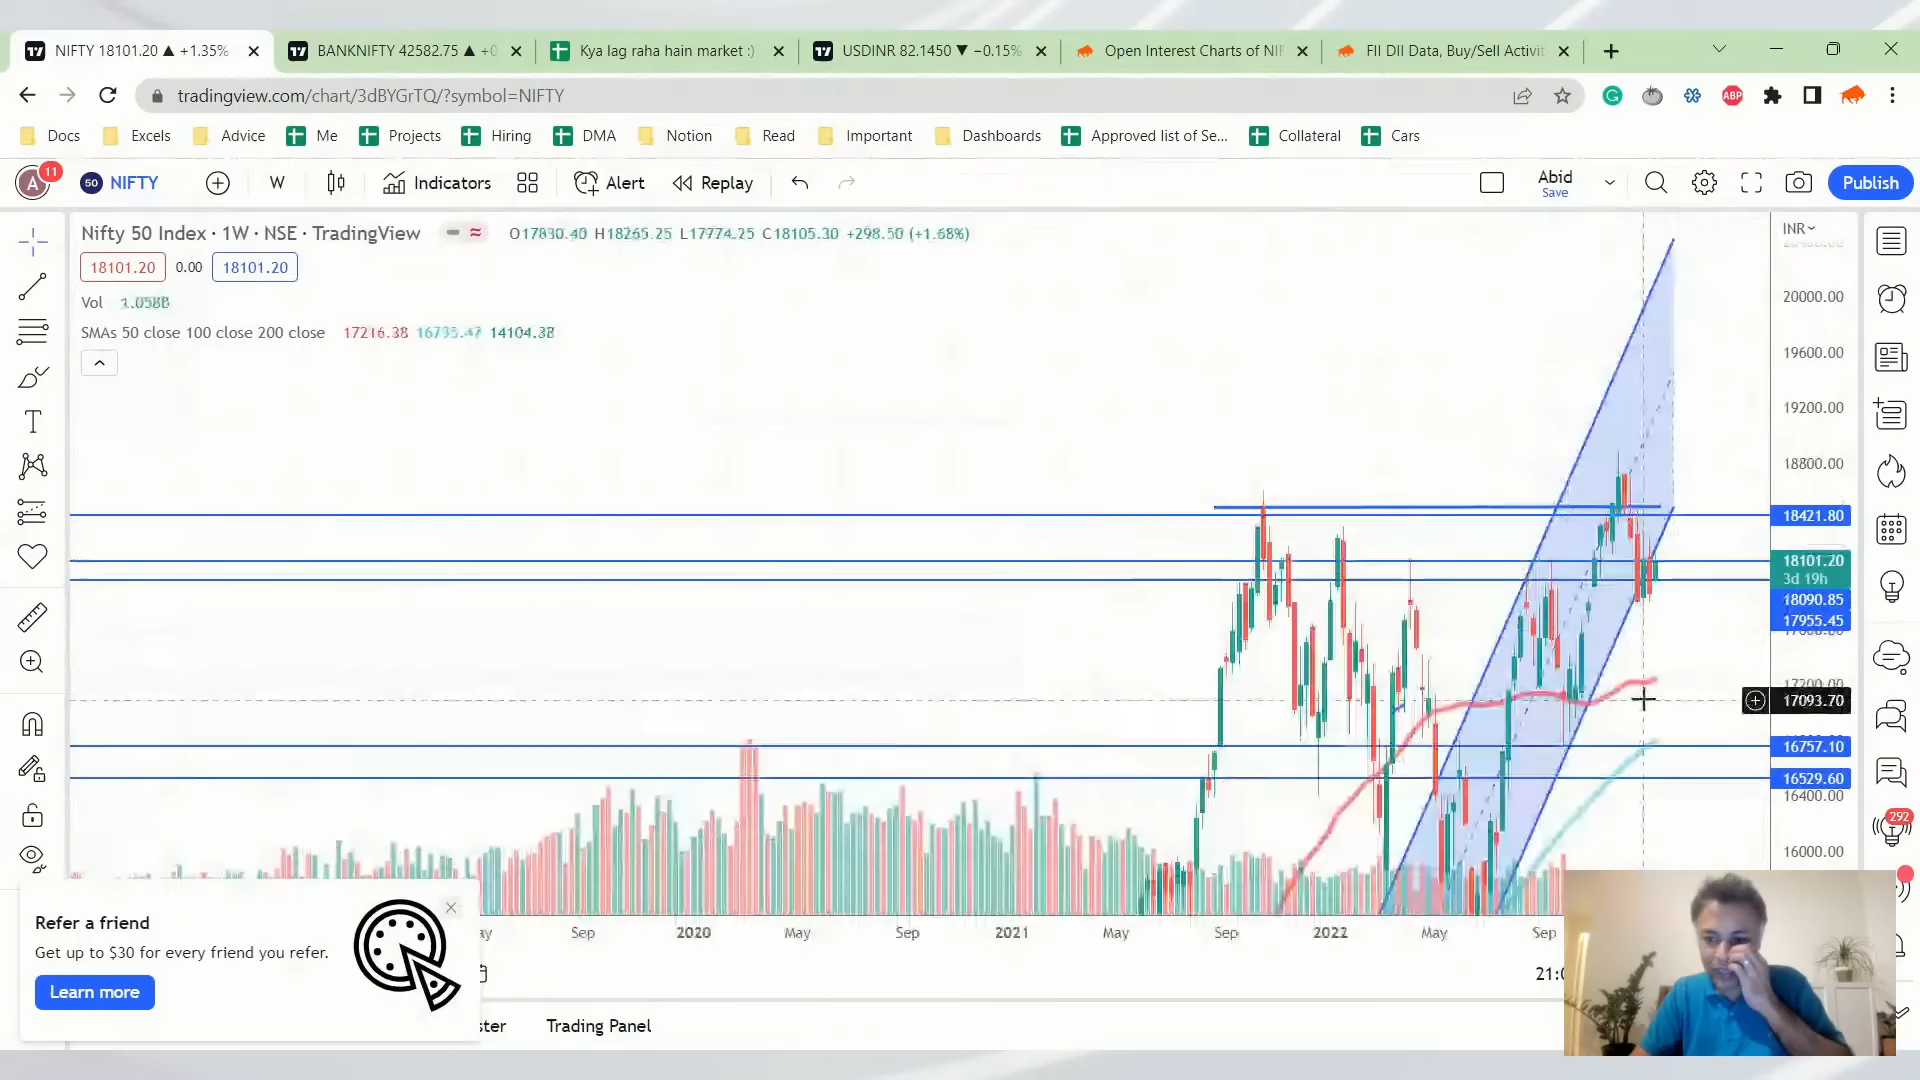 NIFTY 18101.20 ▲ +1.35%
BANKNIFTY 42582.75 ▲ +0
Kya lag raha hain market :)
USDINR 82.1450 ▼ −0.15%
Open Interest Charts of NIF
FII DII Data, Buy/Sell Activit
tradingview.com/chart/3dBYGrTQ/?symbol=NIFTY
ABP
Docs
Excels
Advice
Me
Projects
Hiring
DMA
Notion
Read
Important
Dashboards
Approved list of Se...
Collateral
Cars
A
11
50
NIFTY
W
Indicators
Alert
Replay
Abid
Save
Publish
Nifty 50 Index · 1W · NSE · TradingView
O17830.40 H18265.25 L17774.25 C18105.30 +298.50 (+1.68%)
INR
18101.20
0.00
18101.20
Vol 1.058B
SMAs 50 close 100 close 200 close 17216.38
20000.00
19600.00
19200.00
18800.00
18421.80
18101.20
3d 19h
18090.85
17955.45
17200.00
17093.70
16757.10
16529.60
16400.00
16000.00
292
Sep
2020
May
Sep
2021
May
Sep
2022
May
Sep
21:0
Refer a friend
Get up to $30 for every friend you refer.
Learn more
Trading Panel